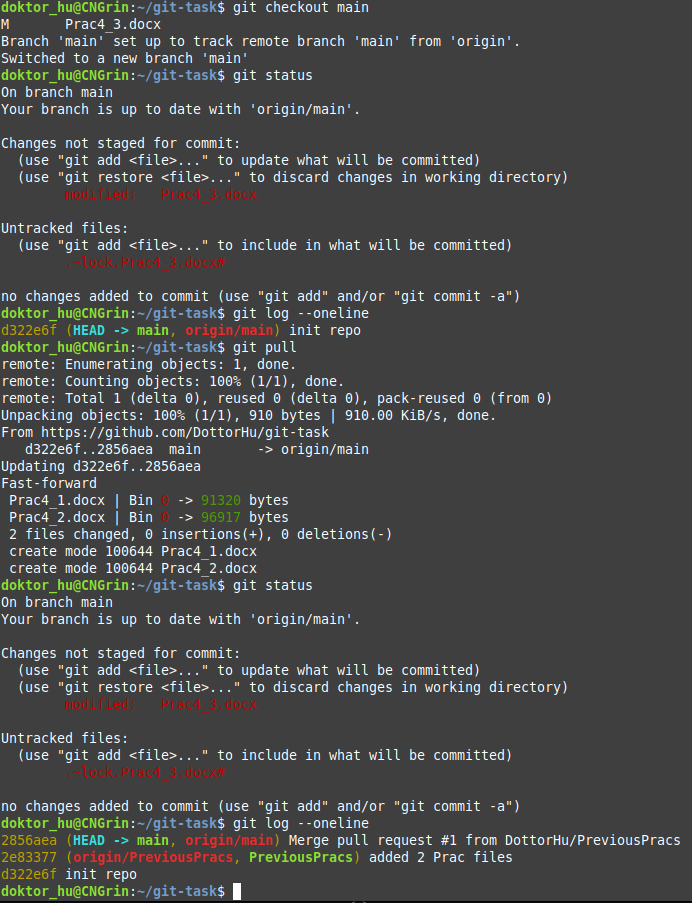 doktor_hu@CNGrin:~/git-task$ git checkout main
M       Prac4_3.docx
Branch 'main' set up to track remote branch 'main' from 'origin'.
Switched to a new branch 'main'
doktor_hu@CNGrin:~/git-task$ git status
On branch main
Your branch is up to date with 'origin/main'.

Changes not staged for commit:
  (use "git add <file>..." to update what will be committed)
  (use "git restore <file>..." to discard changes in working directory)
        modified:   Prac4_3.docx

Untracked files:
  (use "git add <file>..." to include in what will be committed)
        .~lock.Prac4_3.docx#

no changes added to commit (use "git add" and/or "git commit -a")
doktor_hu@CNGrin:~/git-task$ git log --oneline
d322e6f (HEAD -> main, origin/main) init repo
doktor_hu@CNGrin:~/git-task$ git pull
remote: Enumerating objects: 1, done.
remote: Counting objects: 100% (1/1), done.
remote: Total 1 (delta 0), reused 0 (delta 0), pack-reused 0 (from 0)
Unpacking objects: 100% (1/1), 910 bytes | 910.00 KiB/s, done.
From https://github.com/DottorHu/git-task
   d322e6f..2856aea  main       -> origin/main
Updating d322e6f..2856aea
Fast-forward
 Prac4_1.docx | Bin 0 -> 91320 bytes
 Prac4_2.docx | Bin 0 -> 96917 bytes
 2 files changed, 0 insertions(+), 0 deletions(-)
 create mode 100644 Prac4_1.docx
 create mode 100644 Prac4_2.docx
doktor_hu@CNGrin:~/git-task$ git status
On branch main
Your branch is up to date with 'origin/main'.

Changes not staged for commit:
  (use "git add <file>..." to update what will be committed)
  (use "git restore <file>..." to discard changes in working directory)
        modified:   Prac4_3.docx

Untracked files:
  (use "git add <file>..." to include in what will be committed)
        .~lock.Prac4_3.docx#

no changes added to commit (use "git add" and/or "git commit -a")
doktor_hu@CNGrin:~/git-task$ git log --oneline
2856aea (HEAD -> main, origin/main) Merge pull request #1 from DottorHu/PreviousPracs
2e83377 (origin/PreviousPracs, PreviousPracs) added 2 Prac files
d322e6f init repo
doktor_hu@CNGrin:~/git-task$